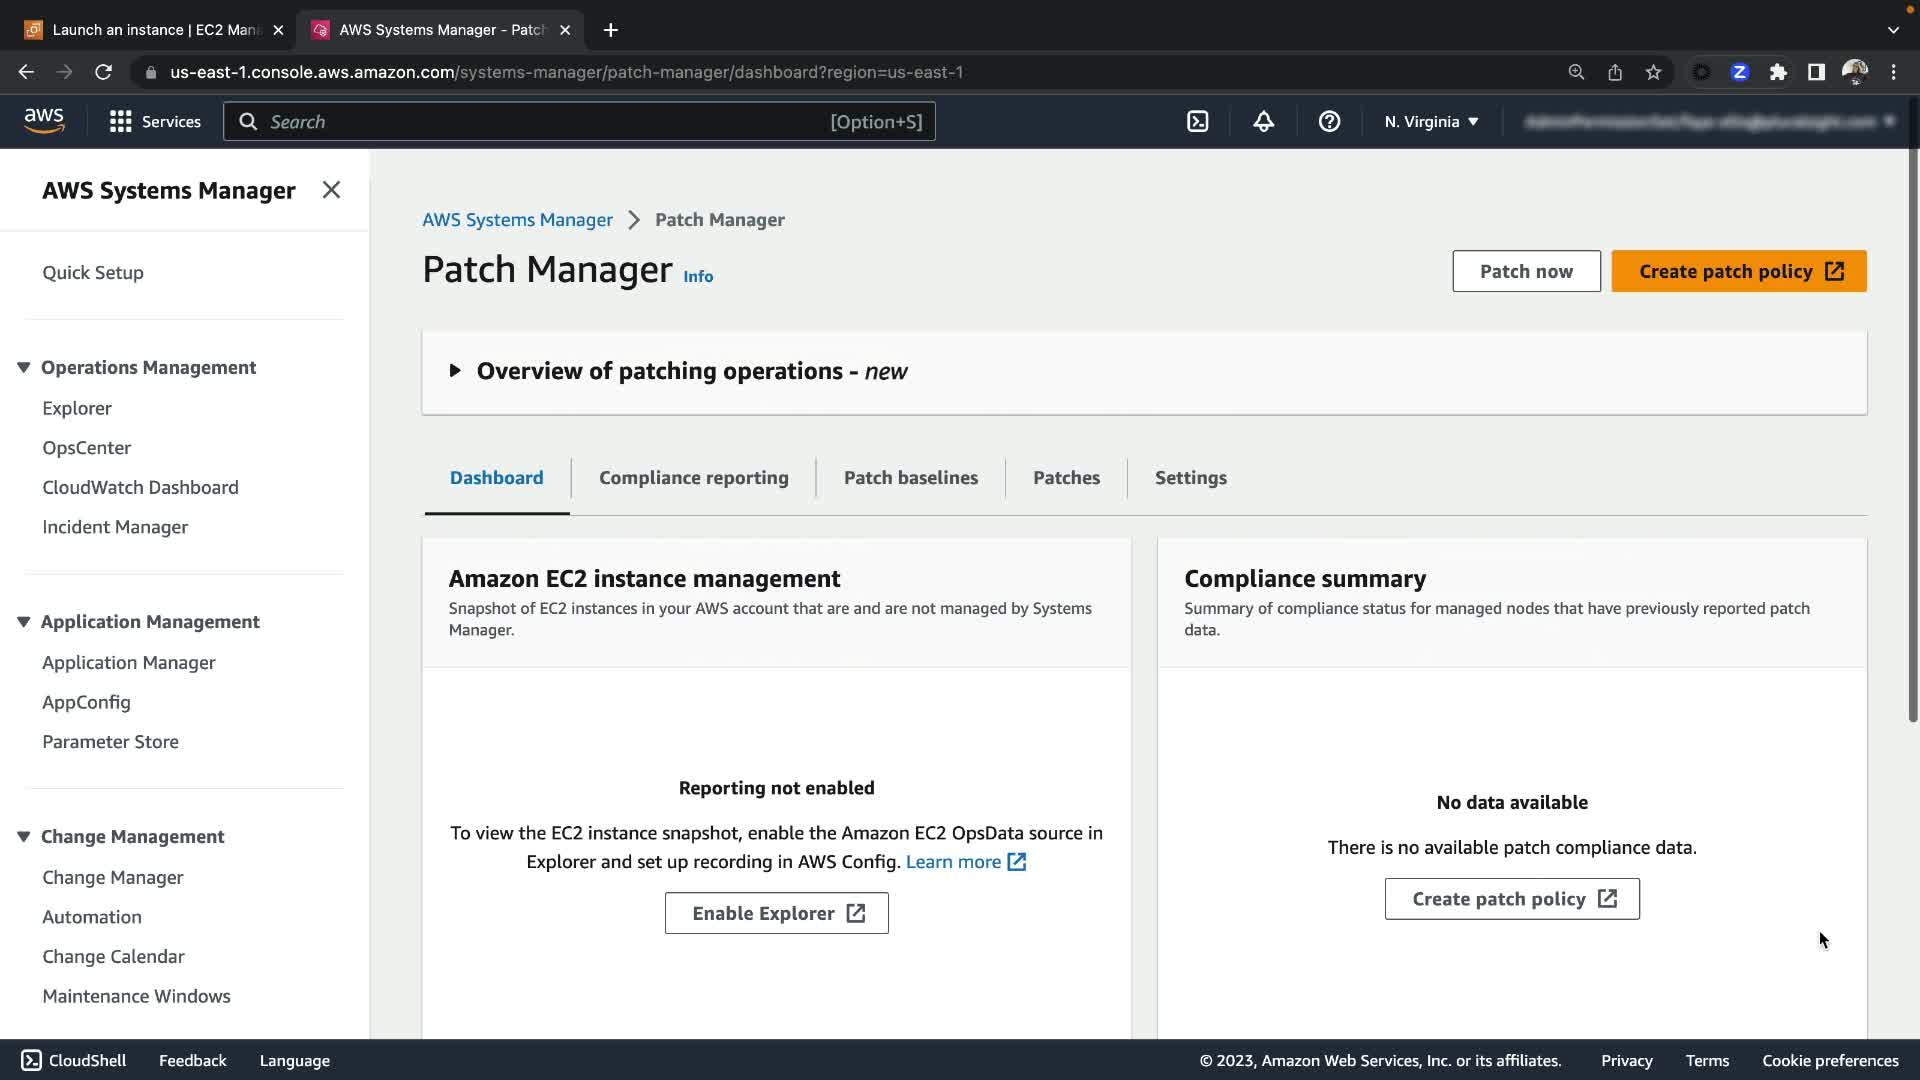 Launch an instance | EC2 Mana
AWS Systems Manager - Patch
us-east-1.console.aws.amazon.com/systems-manager/patch-manager/dashboard?region=us-east-1
Z
aws
Services
Search
[Option+S]
N. Virginia
AWS Systems Manager
Quick Setup
Operations Management
Explorer
OpsCenter
CloudWatch Dashboard
Incident Manager
Application Management
Application Manager
AppConfig
Parameter Store
Change Management
Change Manager
Automation
Change Calendar
Maintenance Windows
AWS Systems Manager > Patch Manager
Patch Manager Info
Patch now
Create patch policy
Overview of patching operations - new
Dashboard
Compliance reporting
Patch baselines
Patches
Settings
Amazon EC2 instance management
Snapshot of EC2 instances in your AWS account that are and are not managed by Systems
Manager.
Reporting not enabled
To view the EC2 instance snapshot, enable the Amazon EC2 OpsData source in
Explorer and set up recording in AWS Config. Learn more
Enable Explorer
Compliance summary
Summary of compliance status for managed nodes that have previously reported patch
data.
No data available
There is no available patch compliance data.
Create patch policy
CloudShell
Feedback
Language
© 2023, Amazon Web Services, Inc. or its affiliates.
Privacy
Terms
Cookie preferences